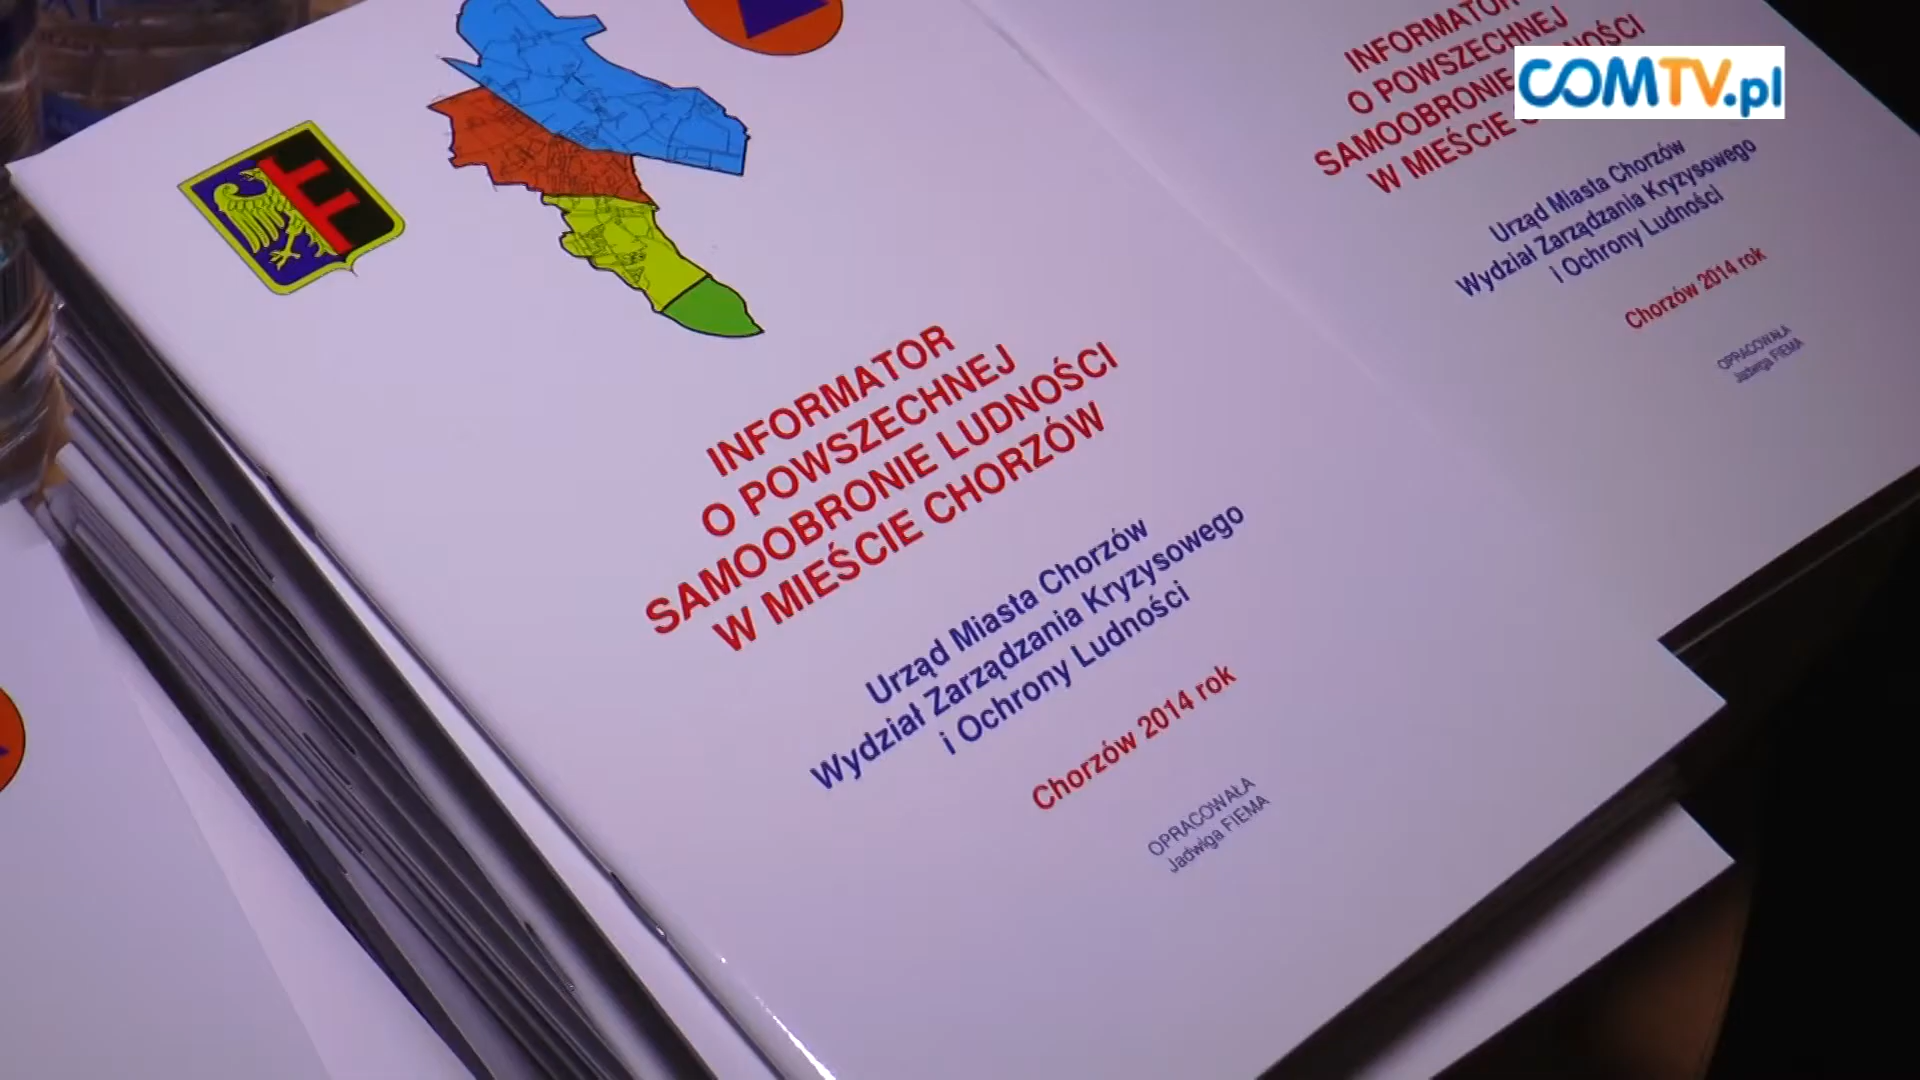 INFORMATOR
O POWSZECHNEJ
SAMOOBRONIE LUDNOŚCI
W MIEŚCIE CHORZÓW
Urząd Miasta Chorzów
Wydział Zarządzania Kryzysowego
i Ochrony Ludności
Chorzów 2014 rok
OPRACOWAŁA
Jadwiga FIEMA
INFORMATOR
O POWSZECHNEJ
SAMOOBRONIE
W MIEŚCIE
Urząd Miasta Chorzów
Wydział Zarządzania Kryzysowego
i Ochrony Ludności
Chorzów 2014 rok
OPRACOWAŁA
Jadwiga FIEMA
COMTV.pl